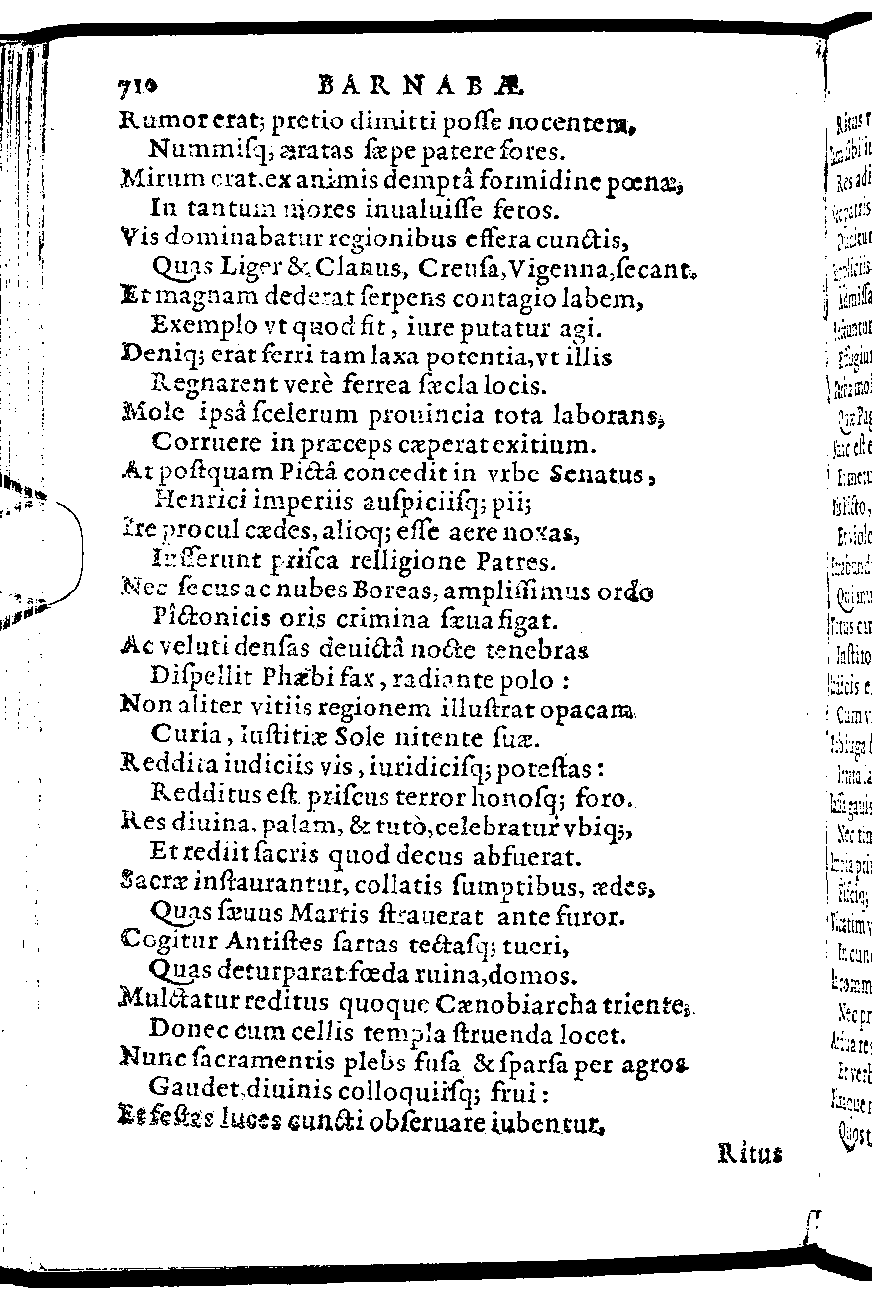 710 BARNABÆ.
Rumor erat; pretio dimitti posse nocentem,
Nummisq; æratas sæpe patere fores.
Mirum erat, ex animis demptâ formidine pœnæ,
In tantum mores inualuisse feros.
Vis dominabatur regionibus effera cunctis,
Quas Liger & Clanus, Creusa, Vigenna, secant.
Et magnam dederat serpens contagio labem,
Exemplo vt quod fit, iure putatur agi.
Deniq; erat ferri tam laxa potentia, vt illis
Regnarent verè ferrea sæcla locis.
Mole ipsâ scelerum prouincia tota laborans,
Corruere in præceps cæperat exitium.
At postquam Pictâ concedit in vrbe Senatus,
Henrici imperiis auspiciisq; pii;
Ire procul cædes, alioq; esse aere noxas,
Iusserunt prisca relligione Patres.
Nec secus ac nubes Boreas, amplissimus ordo
Pictonicis oris crimina sæua figat.
Ac veluti densas deuictâ nocte tenebras
Dispellit Phæbi fax, radiante polo:
Non aliter vitiis regionem illustrat opacam
Curia, Iustitiæ Sole nitente suæ.
Reddita iudiciis vis, iuridicisq; potestas:
Redditus est priscus terror honosq; foro.
Res diuina, palam, & tutò, celebratur vbiq;,
Et rediit sacris quod decus abfuerat.
Sacræ instaurantur, collatis sumptibus, ædes,
Quas sæuus Martis strauerat ante furor.
Cogitur Antistes sartas tectasq; tueri,
Quas deturparat fœda ruina, domos.
Mulctatur reditus quoque Cænobiarcha triente,
Donec cum cellis templa struenda locet.
Nunc sacramentis plebs fusa & sparsa per agros
Gaudet, diuinis colloquiisq; frui:
Et festas luces cuncti obseruare iubentur,
Ritus